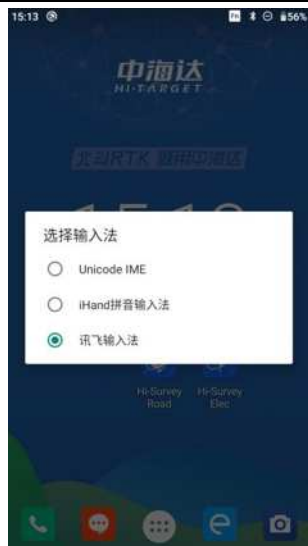 15:13 Fn 56%
中海达
HI-TARGET
北斗RTK 就用中海达
选择输入法
Unicode IME
iHand拼音输入法
讯飞输入法
Hi-Survey Hi-Survey
Road Elec